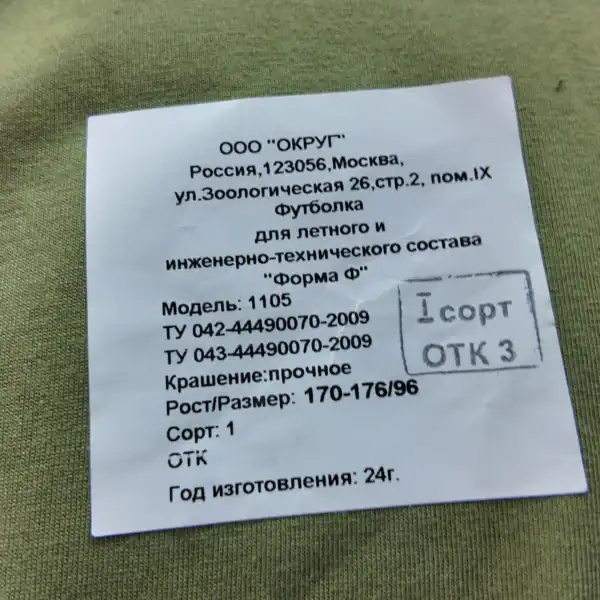 ООО "ОКРУГ"
Россия,123056,Москва,
ул.Зоологическая 26,стр.2, пом.IX
Футболка
для летного и
инженерно-технического состава
"Форма Ф"
Модель: 1105
ТУ 042-44490070-2009
ТУ 043-44490070-2009
Крашение:прочное
Рост/Размер: 170-176/96
Сорт: 1
ОТК
Год изготовления: 24г.
I сорт
ОТК 3